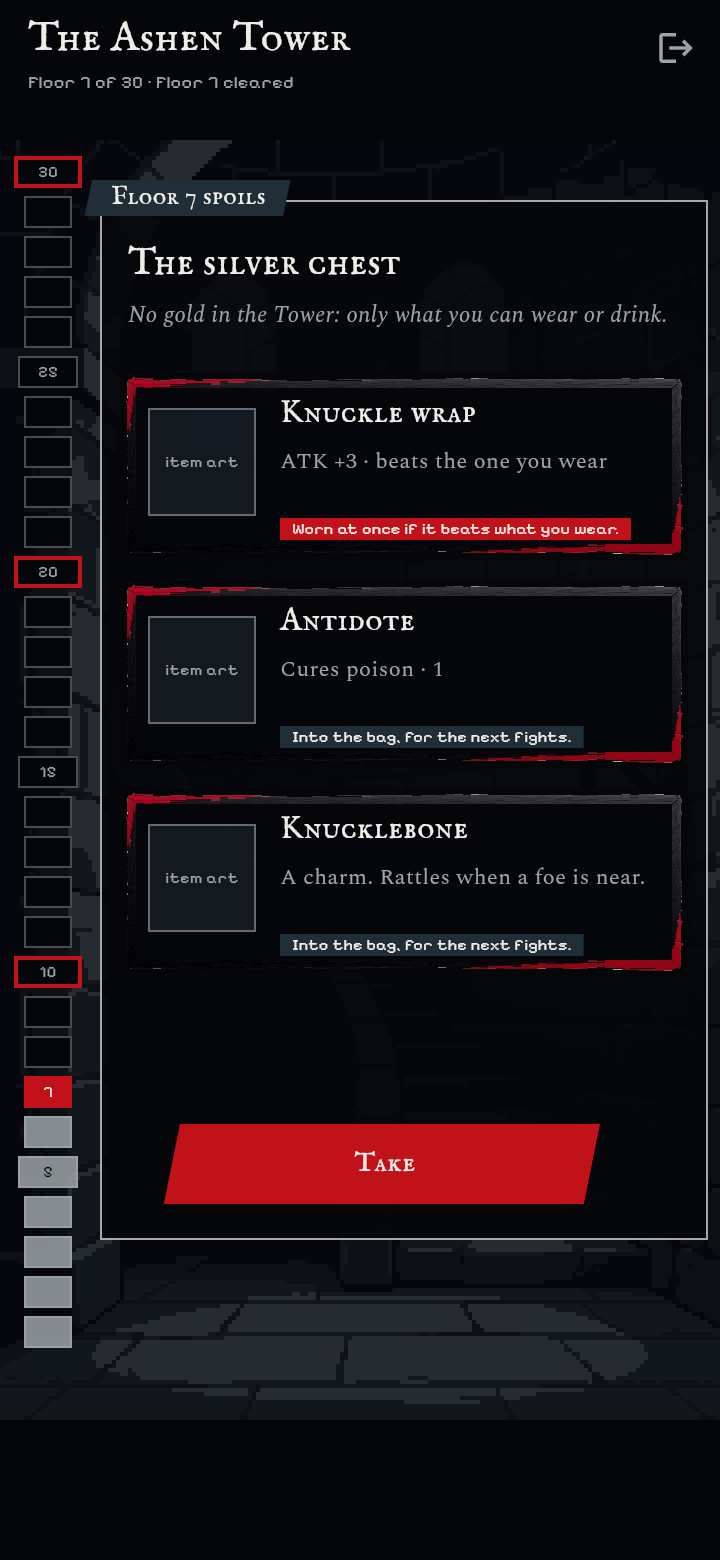 The Ashen Tower
Floor 7 of 30 · Floor 7 cleared
30
Floor 7 spoils
The silver chest
No gold in the Tower: only what you can wear or drink.
25
Knuckle wrap
item art
ATK +3 · beats the one you wear
Worn at once if it beats what you wear.
20
Antidote
item art
Cures poison · 1
Into the bag, for the next fights.
15
Knucklebone
item art
A charm. Rattles when a foe is near.
Into the bag, for the next fights.
10
7
5
Take